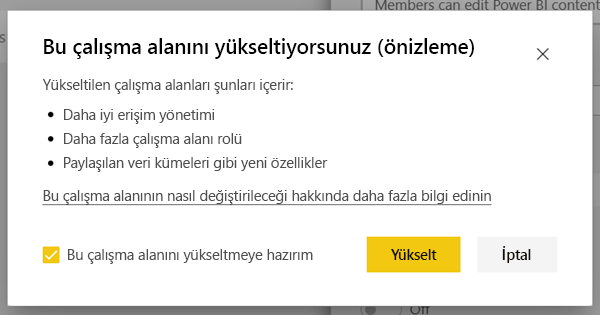 Members can edit Power BI content
Bu çalışma alanını yükseltiyorsunuz (önizleme)
Yükseltilen çalışma alanları şunları içerir:
Daha iyi erişim yönetimi
Daha fazla çalışma alanı rolü
Paylaşılan veri kümeleri gibi yeni özellikler
Bu çalışma alanının nasıl değiştirileceği hakkında daha fazla bilgi edinin
Bu çalışma alanını yükseltmeye hazırım
Yükselt
İptal
Off